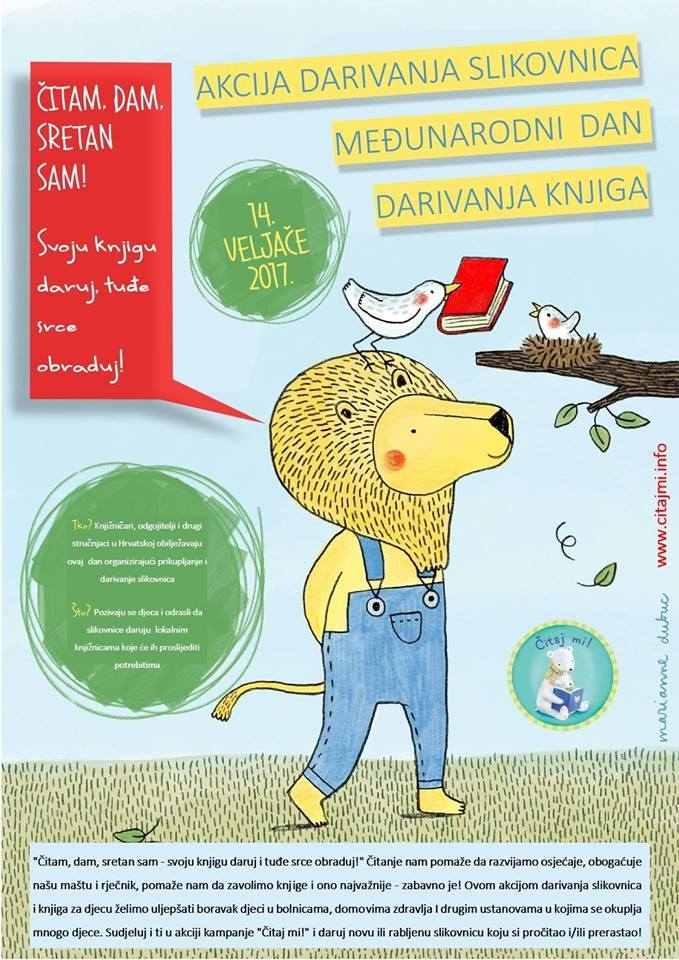 AKCIJA DARIVANJA SLIKOVNICA
MEĐUNARODNI DAN
DARIVANJA KNJIGA
ČITAM, DAM,
SRETAN
SAM!
Svoju knjigu
daruj, tuđe
srce
obraduj!
14.
VELJAČE
2017.
Tko? Knjižničari, odgojitelji i drugi
stručnjaci u Hrvatskoj obilježavaju
ovaj dan organizirajući prikupljanje i
darivanje slikovnica
Što? Pozivaju se djeca i odrasli da
slikovnice daruju lokalnim
knjižnicama koje će ih proslijediti
potrebitima
www.citajmi.info
Čitaj mi!
marianne dubuc
"Čitam, dam, sretan sam - svoju knjigu daruj i tuđe srce obraduj!" Čitanje nam pomaže da razvijamo osjećaje, obogaćuje
našu maštu i rječnik, pomaže nam da zavolimo knjige i ono najvažnije - zabavno je! Ovom akcijom darivanja slikovnica
i knjiga za djecu želimo uljepšati boravak djeci u bolnicama, domovima zdravlja I drugim ustanovama u kojima se okuplja
mnogo djece. Sudjeluj i ti u akciji kampanje "Čitaj mi!" i daruj novu ili rabljenu slikovnicu koju si pročitao i/ili prerastao!